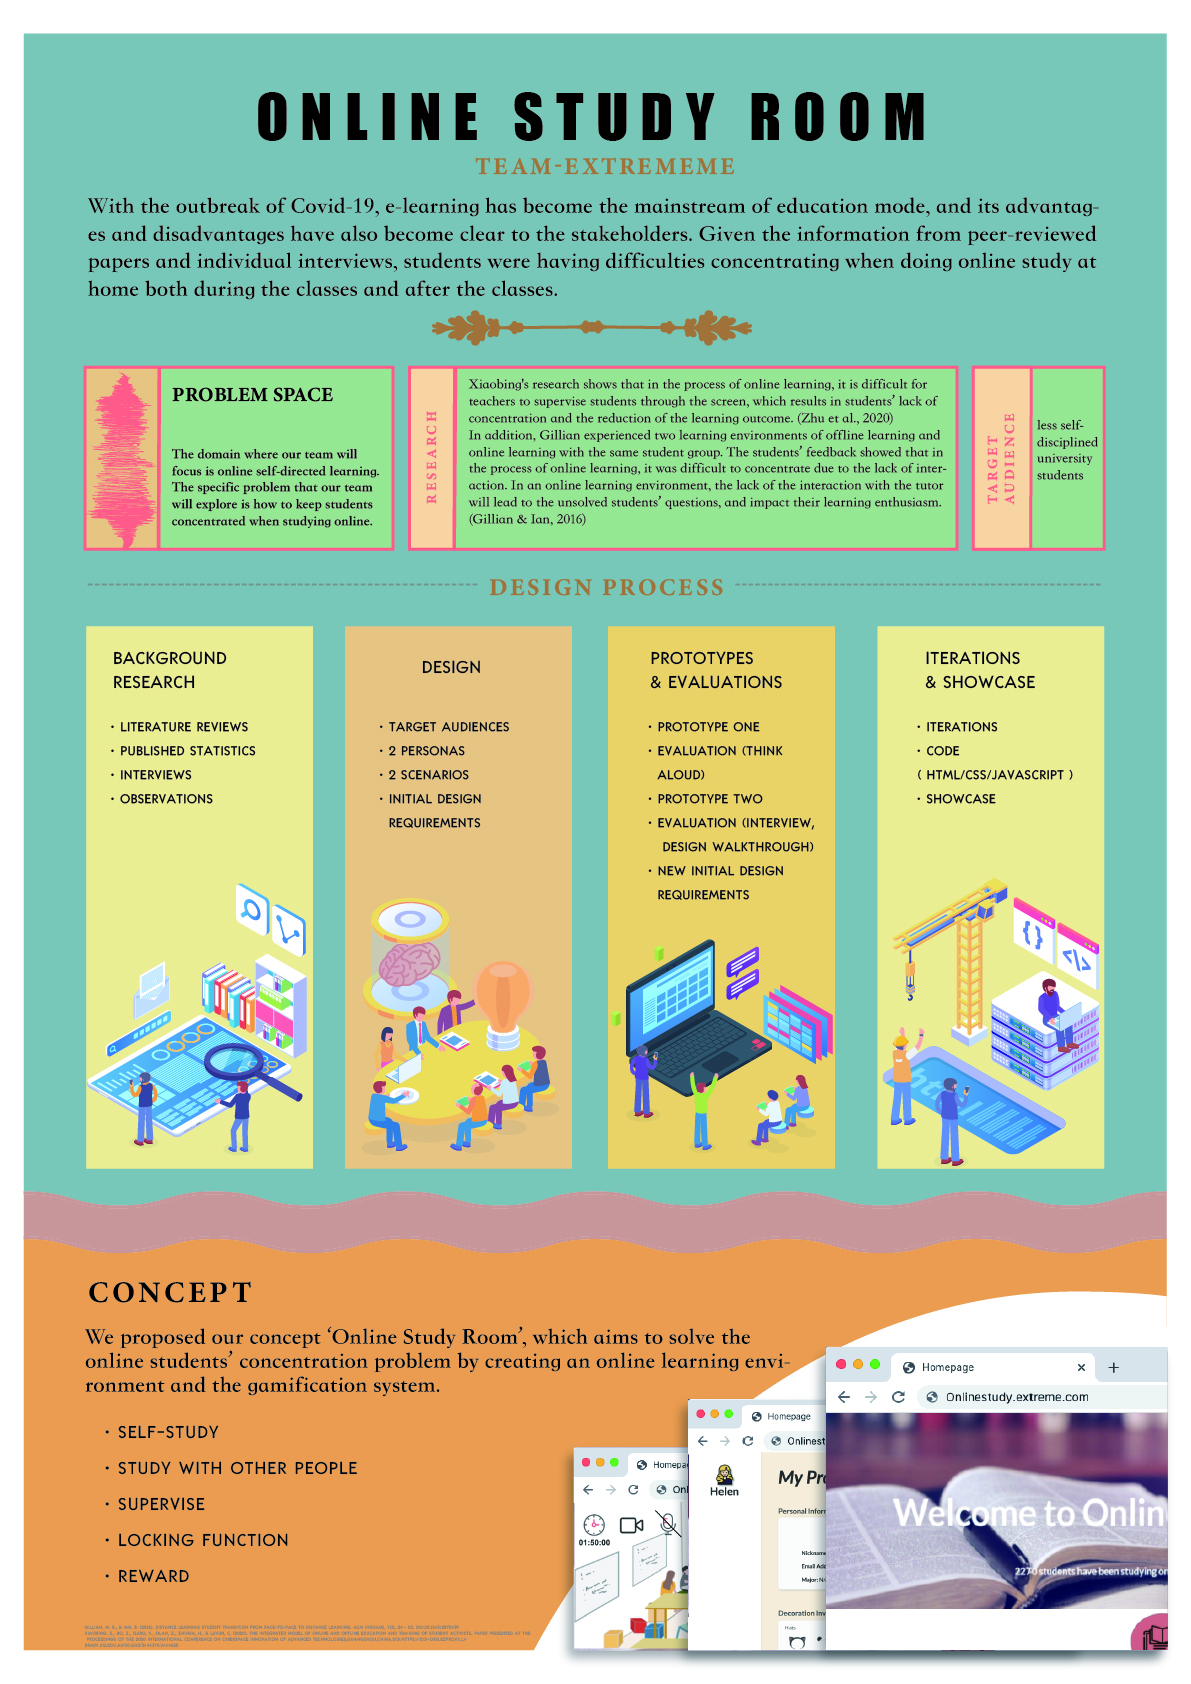 ONLINE STUDY ROOM
TEAM-EXTREMEME
With the outbreak of Covid-19, e-learning has become the mainstream of education mode, and its advantag-
es and disadvantages have also become clear to the stakeholders. Given the information from peer-reviewed
papers and individual interviews, students were having difficulties concentrating when doing online study at
home both during the classes and after the classes.
PROBLEM SPACE
The domain where our team will
focus is online self-directed learning.
The specific problem that our team
will explore is how to keep students
concentrated when studying online.
RESEARCH
Xiaobing's research shows that in the process of online learning, it is difficult for
teachers to supervise students through the screen, which results in students' lack of
concentration and the reduction of the learning outcome. (Zhu et al., 2020)
In addition, Gillian experienced two learning environments of offline learning and
online learning with the same student group. The students' feedback showed that in
the process of online learning, it was difficult to concentrate due to the lack of inter-
action. In an online learning environment, the lack of the interaction with the tutor
will lead to the unsolved students' questions, and impact their learning enthusiasm.
(Gillian & Ian, 2016)
TARGET
AUDIENCE
less self-
disciplined
university
students
DESIGN PROCESS
BACKGROUND
RESEARCH
• LITERATURE REVIEWS
• PUBLISHED STATISTICS
• INTERVIEWS
• OBSERVATIONS
DESIGN
• TARGET AUDIENCES
• 2 PERSONAS
• 2 SCENARIOS
• INITIAL DESIGN
REQUIREMENTS
PROTOTYPES
& EVALUATIONS
• PROTOTYPE ONE
• EVALUATION (THINK
ALOUD)
• PROTOTYPE TWO
• EVALUATION (INTERVIEW,
DESIGN WALKTHROUGH)
• NEW INITIAL DESIGN
REQUIREMENTS
ITERATIONS
& SHOWCASE
• ITERATIONS
• CODE
( HTML/CSS/JAVASCRIPT )
• SHOWCASE
{ }
</>
html
CONCEPT
We proposed our concept 'Online Study Room', which aims to solve the
online students' concentration problem by creating an online learning envi-
ronment and the gamification system.
• SELF-STUDY
• STUDY WITH OTHER PEOPLE
• SUPERVISE
• LOCKING FUNCTION
• REWARD
Homepa
Onl
01:50:00
Homepage
Onlinest
Helen
My Pro
Personal Inform
Nickname
Email Add
Major: N/
Decoration Inv
Hats
Homepage
Onlinestudy.extreme.com
Welcome to Onlin
2270 students have been studying on